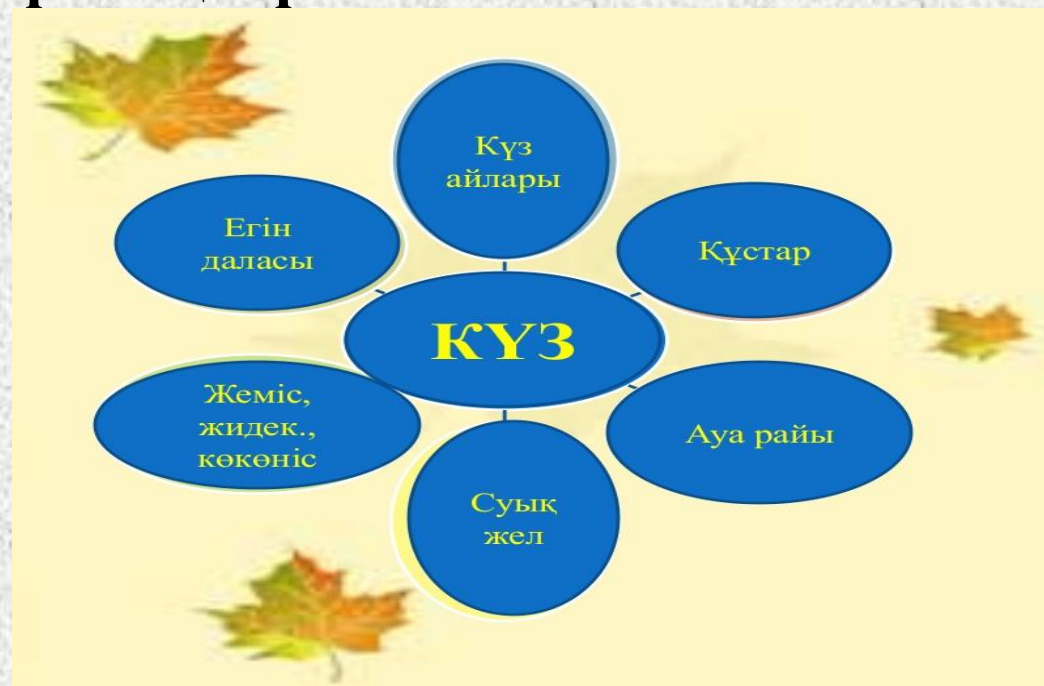 Күз
айлары
Құстар
Ауа райы
Суық
жел
Жеміс,
жидек.,
көкөніс
Егін
даласы
КҮЗ